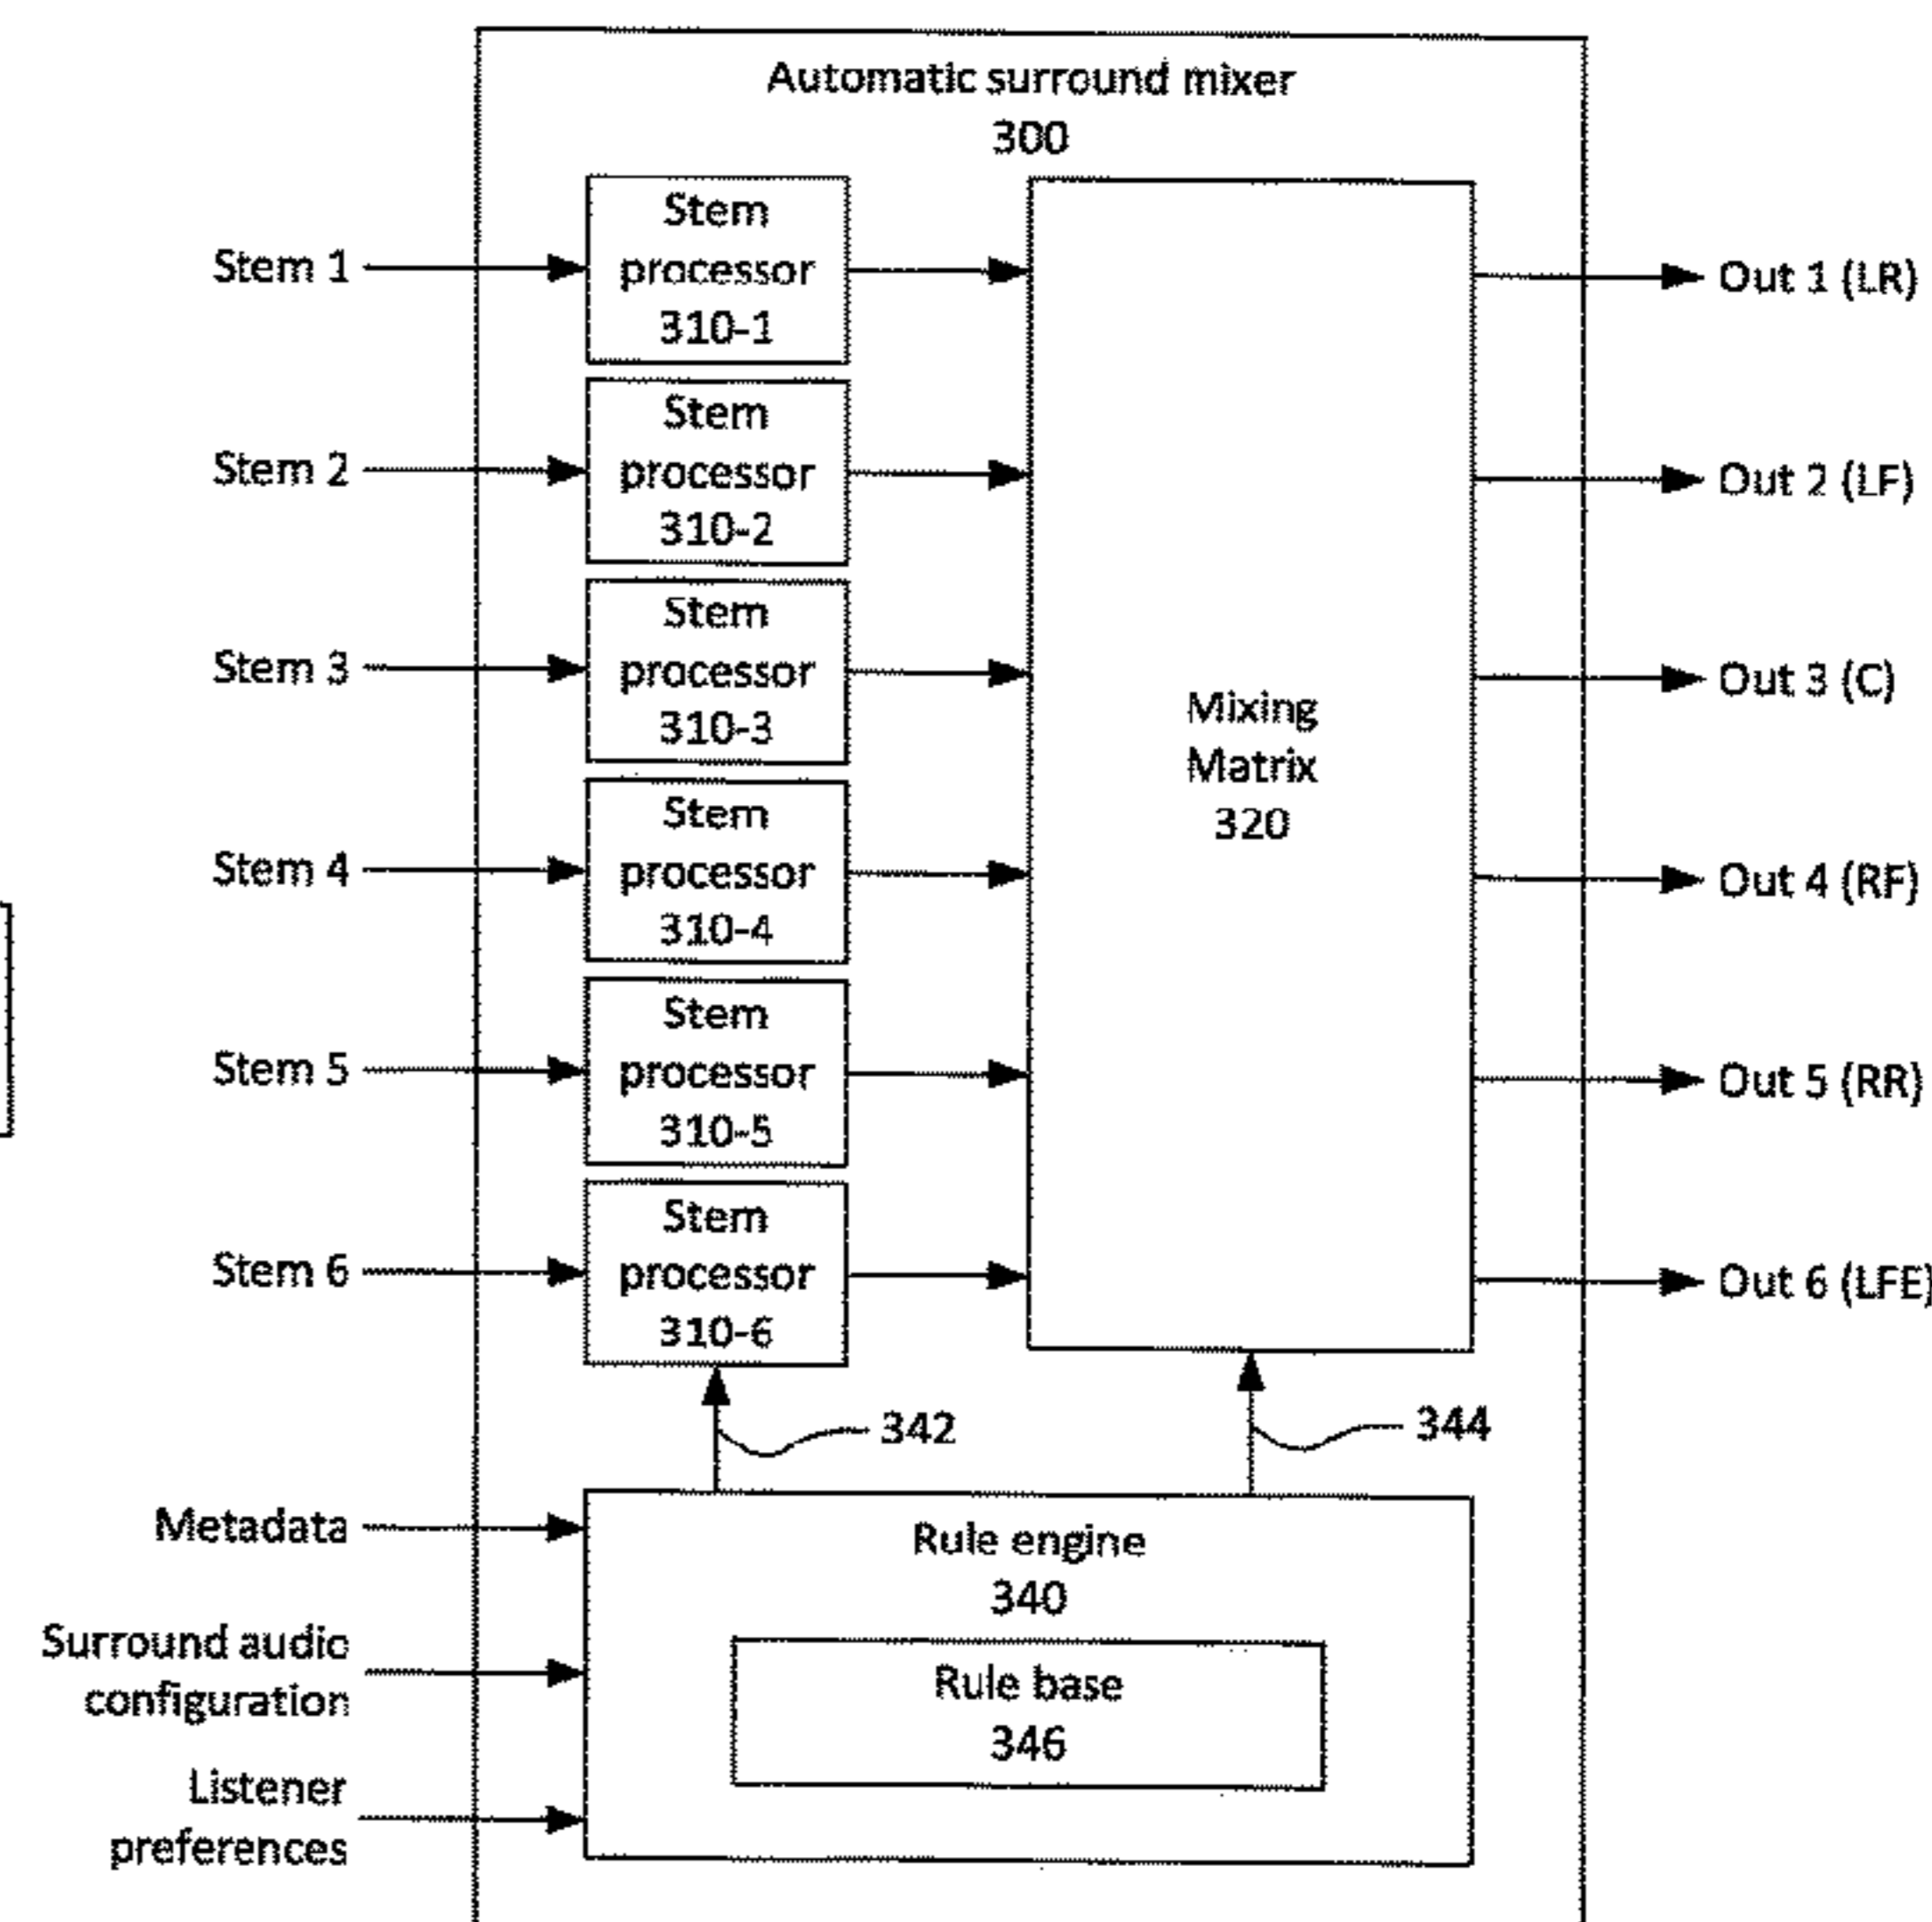 Automatic surround mixer
300
Stem 1
Stem
processor
310-1
Out 1 (LR)
Stem 2
Stem
processor
310-2
Out 2 (LF)
Stem 3
Stem
processor
310-3
Out 3 (C)
Mixing
Matrix
320
Stem 4
Stem
processor
310-4
Out 4 (RF)
Stem 5
Stem
processor
310-5
Out 5 (RR)
Stem 6
Stem
processor
310-6
Out 6 (LFE)
342
344
Metadata
Rule engine
340
Surround audio
configuration
Rule base
346
Listener
preferences